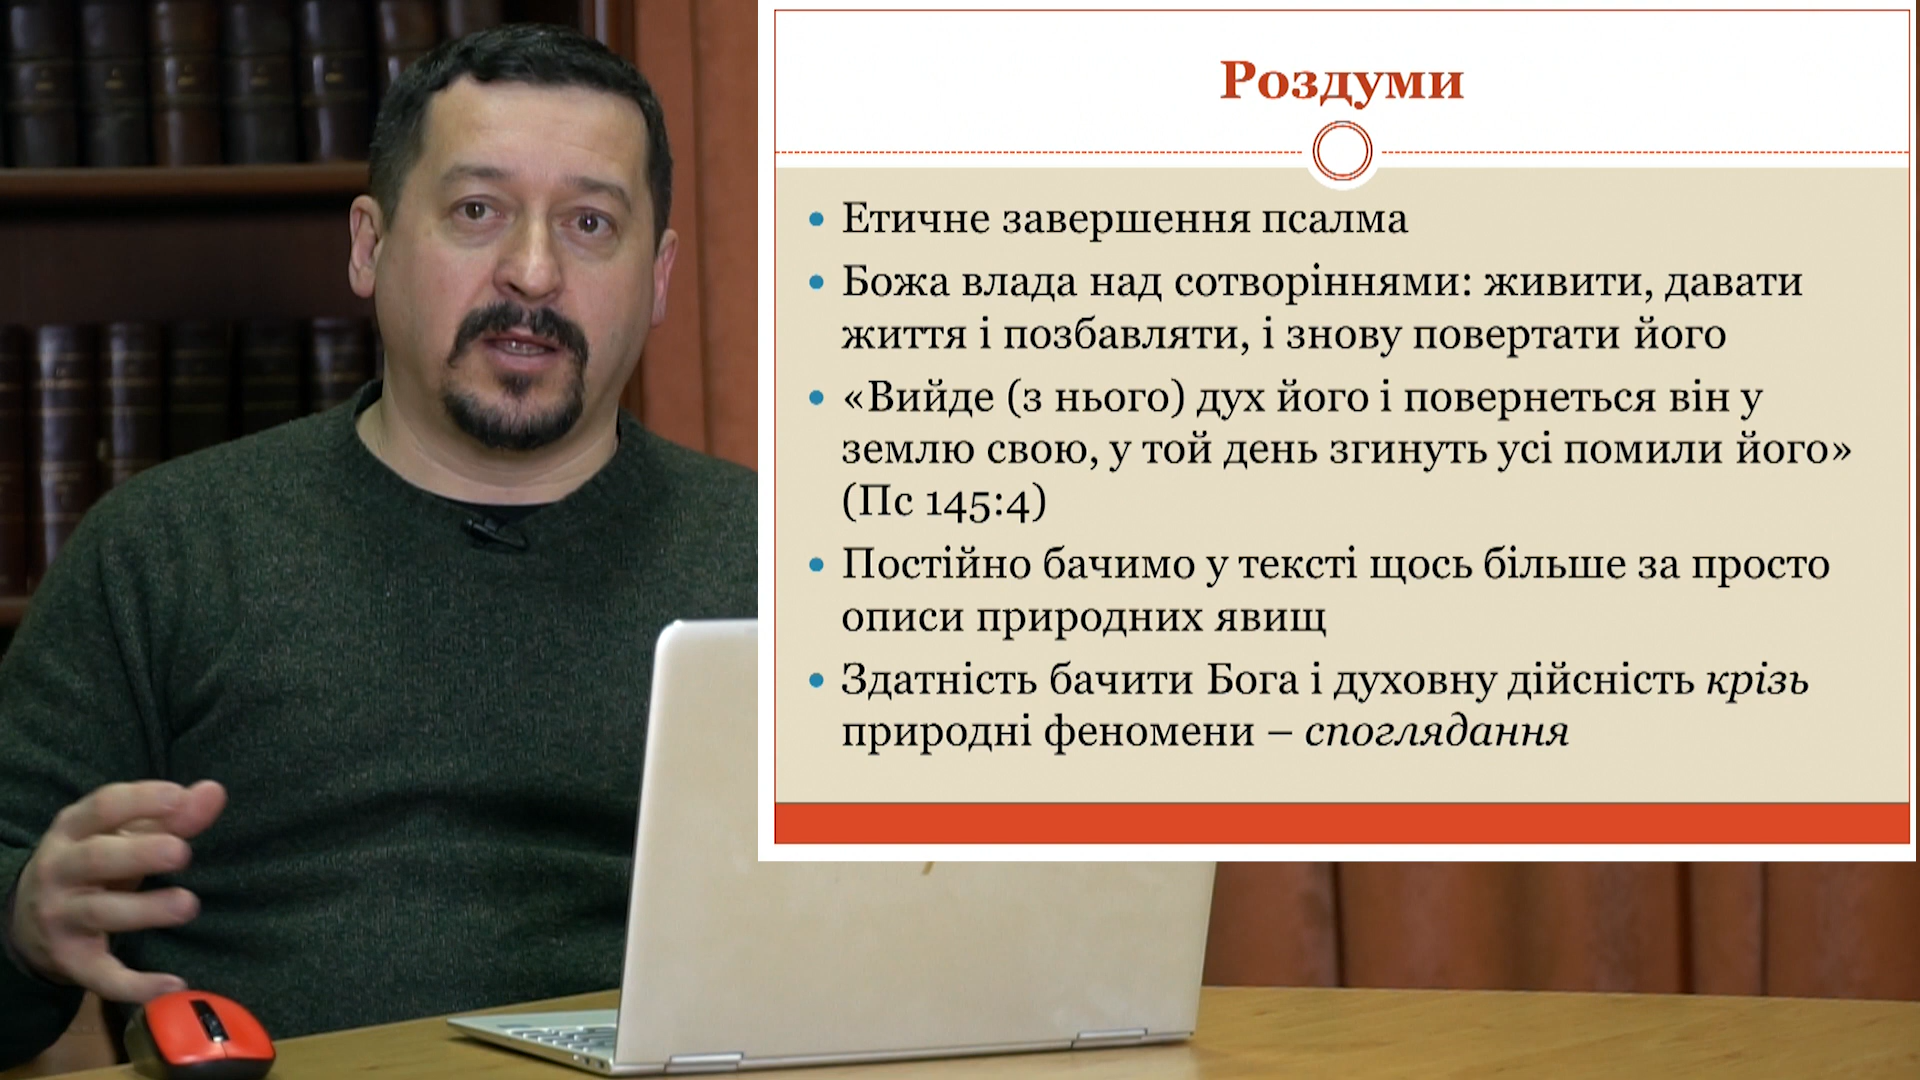 Роздуми
Етичне завершення псалма
Божа влада над сотворіннями: живити, давати
життя і позбавляти, і знову повертати його
«Вийде (з нього) дух його і повернеться він у
землю свою, у той день згинуть усі помили його»
(Пс 145:4)
Постійно бачимо у тексті щось більше за просто
описи природних явищ
Здатність бачити Бога і духовну дійсність крізь
природні феномени – споглядання